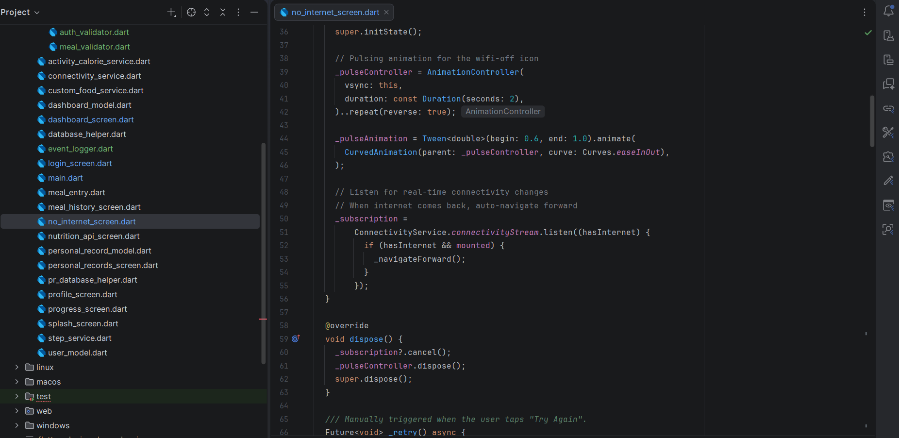 Project
auth_validator.dart
meal_validator.dart
activity_calorie_service.dart
connectivity_service.dart
custom_food_service.dart
dashboard_model.dart
dashboard_screen.dart
database_helper.dart
event_logger.dart
login_screen.dart
main.dart
meal_entry.dart
meal_history_screen.dart
no_internet_screen.dart
nutrition_api_screen.dart
personal_record_model.dart
personal_records_screen.dart
pr_database_helper.dart
profile_screen.dart
progress_screen.dart
splash_screen.dart
step_service.dart
user_model.dart
linux
macos
test
web
windows
no_internet_screen.dart
36 super.initState();
37
38 // Pulsing animation for the wifi-off icon
39 _pulseController = AnimationController(
40 vsync: this,
41 duration: const Duration(seconds: 2),
42 )..repeat(reverse: true); AnimationController
43
44 _pulseAnimation = Tween<double>(begin: 0.6, end: 1.0).animate(
45 CurvedAnimation(parent: _pulseController, curve: Curves.easeInOut),
46 );
47
48 // Listen for real-time connectivity changes
49 // When internet comes back, auto-navigate forward
50 _subscription =
51 ConnectivityService.connectivityStream.listen((hasInternet) {
52 if (hasInternet && mounted) {
53 _navigateForward();
54 }
55 });
56 }
57
58 @override
59 void dispose() {
60 _subscription?.cancel();
61 _pulseController.dispose();
62 super.dispose();
63 }
64
65 /// Manually triggered when the user taps "Try Again".
66 Future<void> _retry() async {